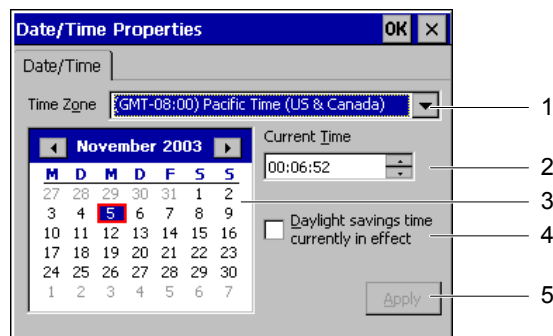 Date/Time Properties OK ×
Date/Time
Time Zone (GMT-08:00) Pacific Time (US & Canada) 1
November 2003
M D M D F S S
27 28 29 30 31 1 2
3 4 5 6 7 8 9
10 11 12 13 14 15 16
17 18 19 20 21 22 23
24 25 26 27 28 29 30
1 2 3 4 5 6 7
Current Time
00:06:52 2
3
Daylight savings time
currently in effect 4
Apply 5